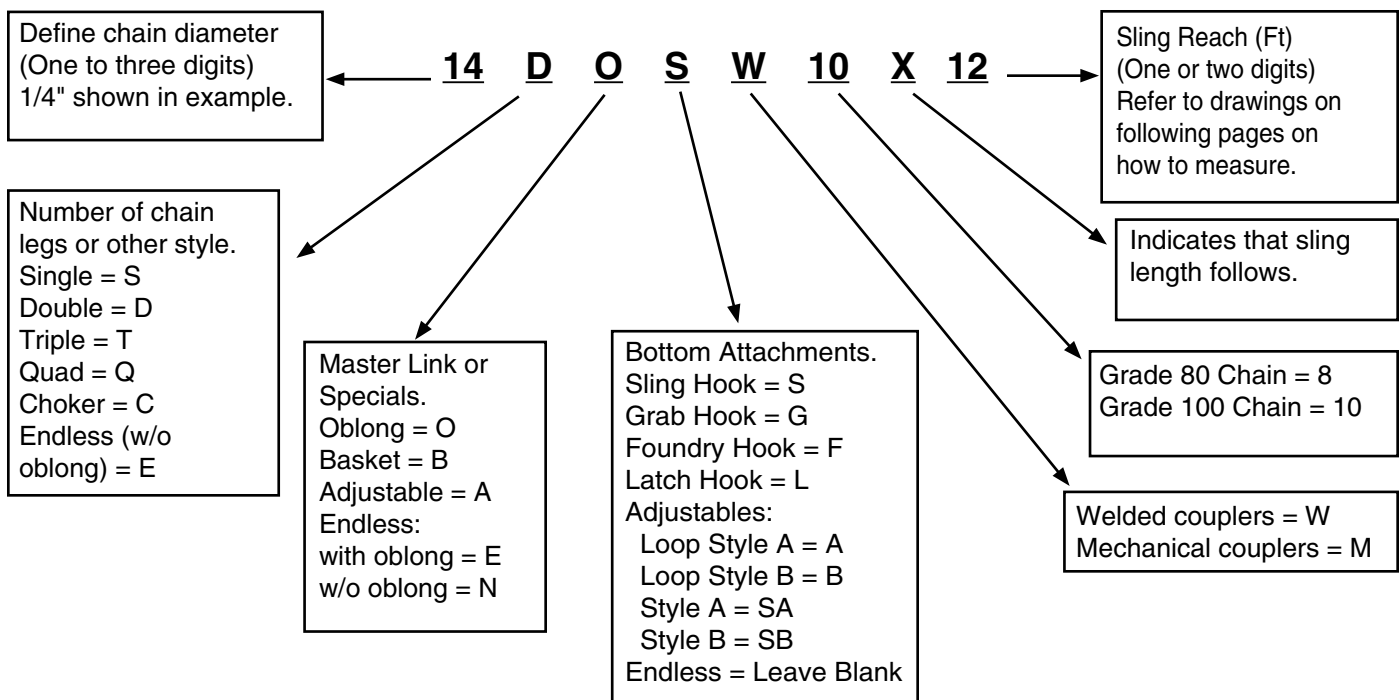 Define chain diameter
(One to three digits)
1/4" shown in example.
14 D O S W 10 X 12
Sling Reach (Ft)
(One or two digits)
Refer to drawings on
following pages on
how to measure.
Number of chain
legs or other style.
Single = S
Double = D
Triple = T
Quad = Q
Choker = C
Endless (w/o
oblong) = E
Master Link or
Specials.
Oblong = O
Basket = B
Adjustable = A
Endless:
with oblong = E
w/o oblong = N
Bottom Attachments.
Sling Hook = S
Grab Hook = G
Foundry Hook = F
Latch Hook = L
Adjustables:
Loop Style A = A
Loop Style B = B
Style A = SA
Style B = SB
Endless = Leave Blank
Indicates that sling
length follows.
Grade 80 Chain = 8
Grade 100 Chain = 10
Welded couplers = W
Mechanical couplers = M